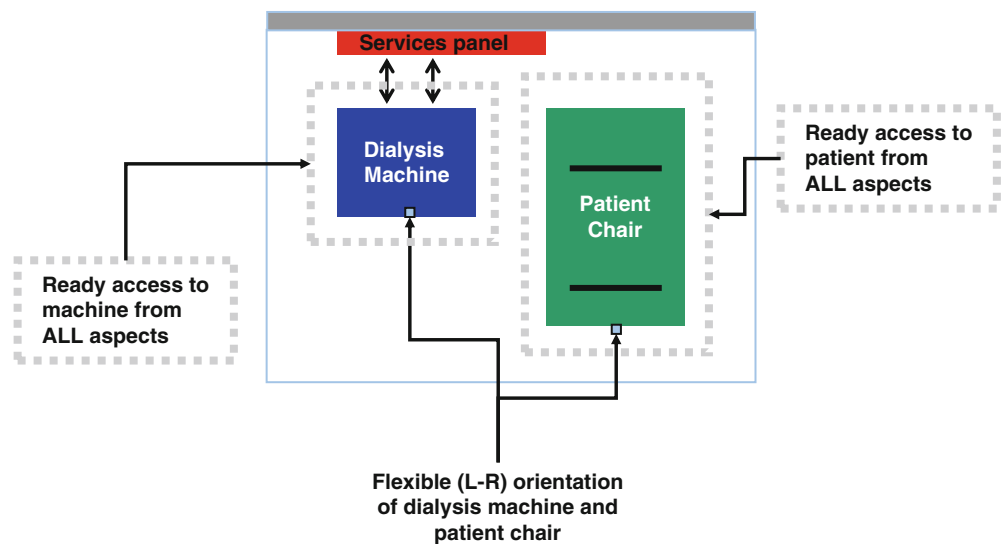 Services panel
Dialysis
Machine
Patient
Chair
Ready access to
patient from
ALL aspects
Ready access to
machine from
ALL aspects
Flexible (L-R) orientation
of dialysis machine and
patient chair